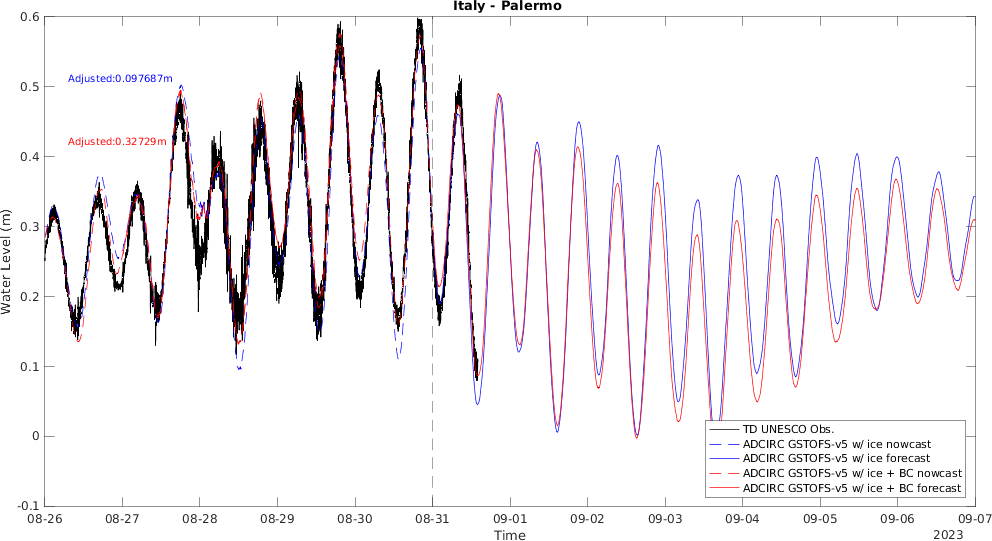 Italy - Palermo
0.6
0.5
0.4
0.3
0.2
0.1
0
-0.1
Water Level (m)
Adjusted:0.097687m
Adjusted:0.32729m
TD UNESCO Obs.
ADCIRC GSTOFS-v5 w/ ice nowcast
ADCIRC GSTOFS-v5 w/ ice forecast
ADCIRC GSTOFS-v5 w/ ice + BC nowcast
ADCIRC GSTOFS-v5 w/ ice + BC forecast
08-26 08-27 08-28 08-29 08-30 08-31 09-01 09-02 09-03 09-04 09-05 09-06 09-07
Time
2023